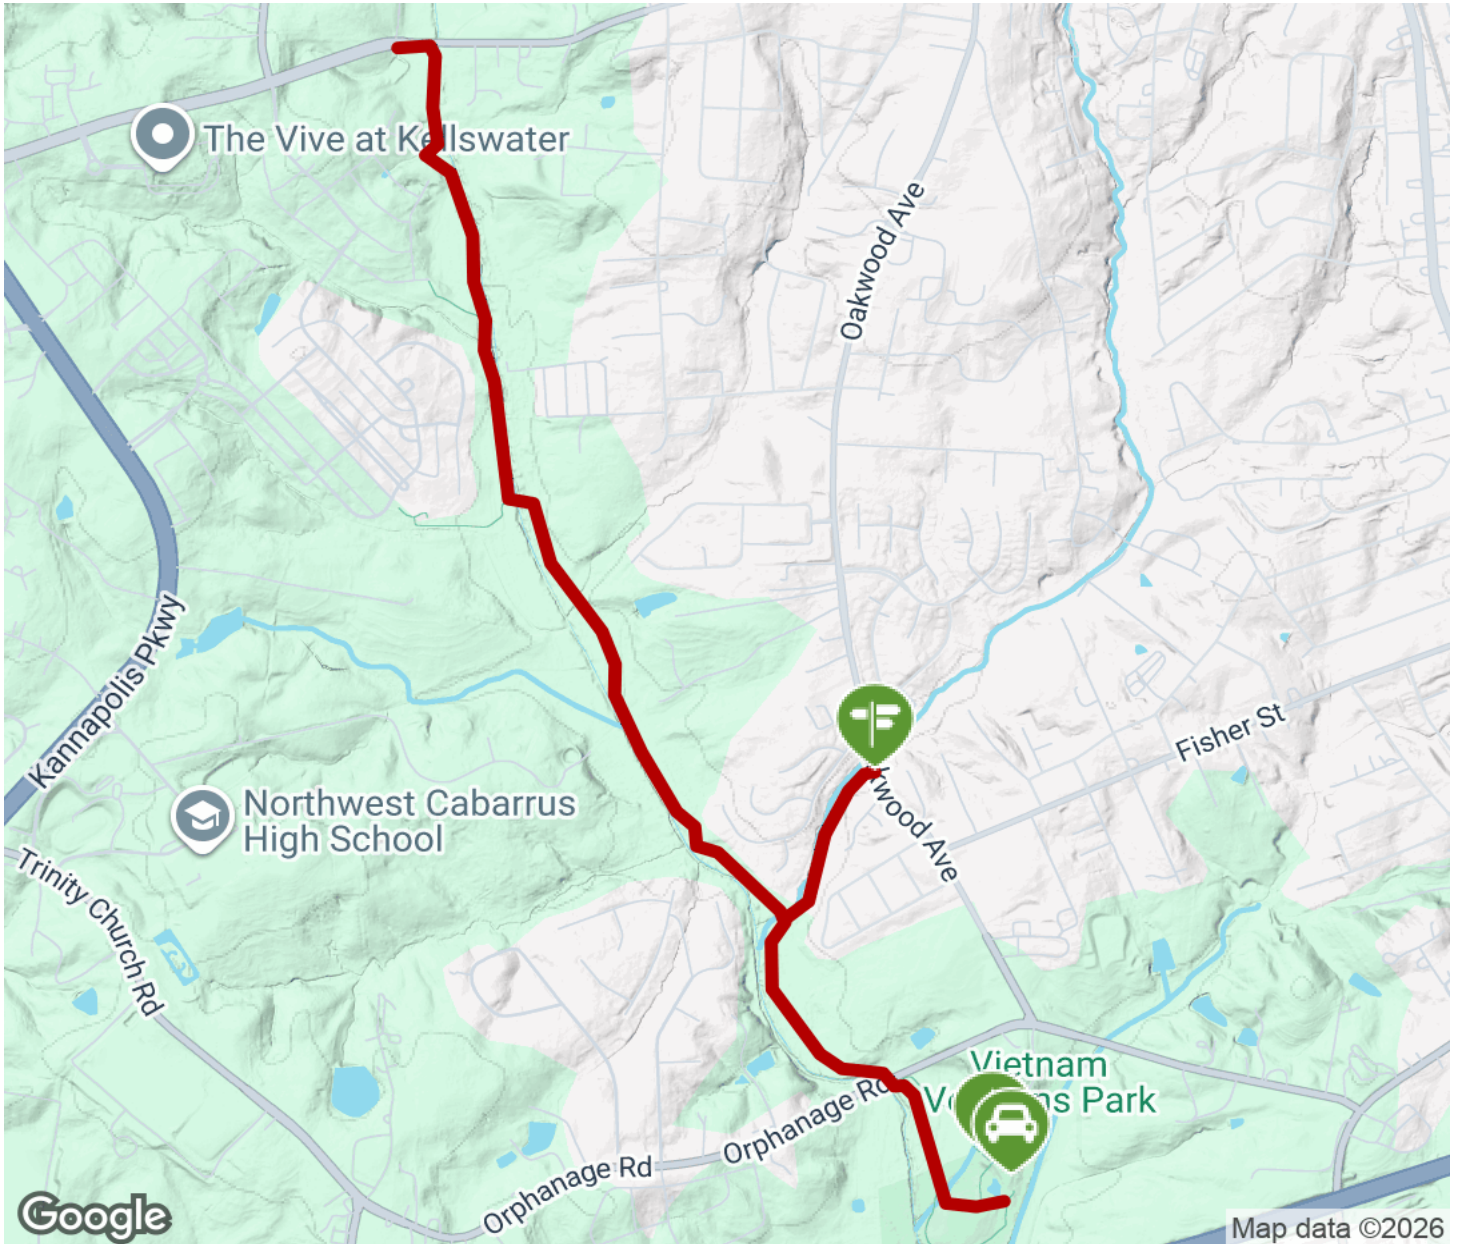 The Vive at Kellswater
Oakwood Ave
Kannapolis Pkwy
Fisher St
Northwest Cabarrus
High School
wood Ave
Trinity Church Rd
Vietnam
Park
Orphanage Rd
Orphanage Rd
Google
Map data ©2026